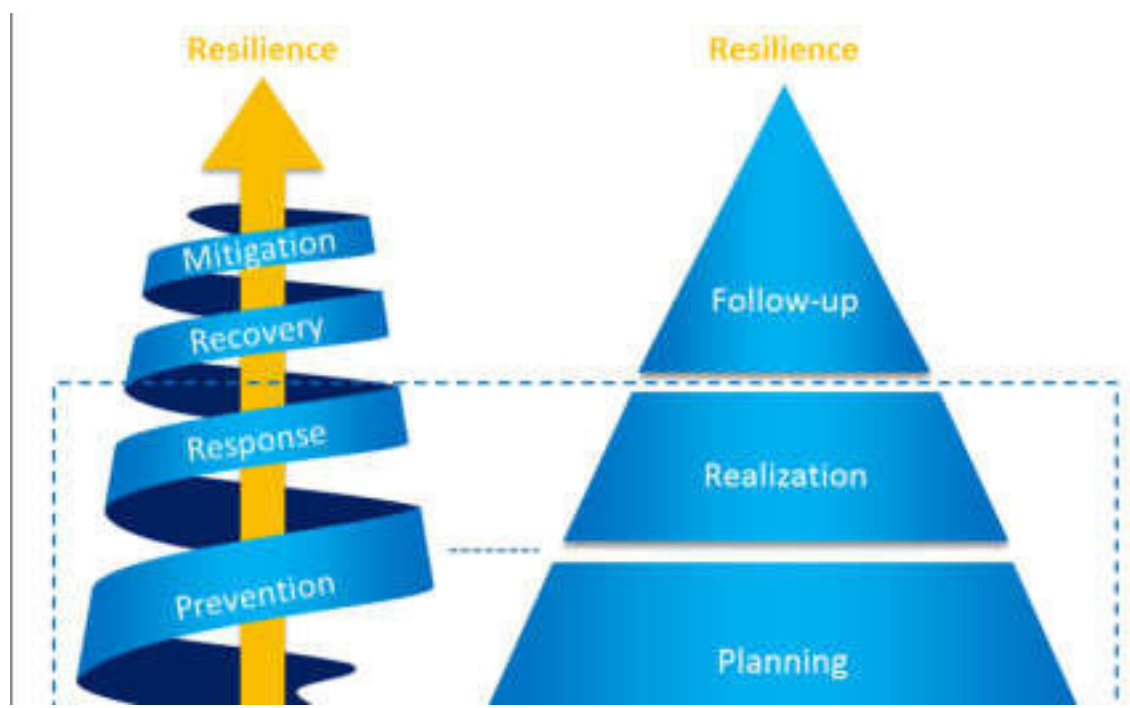 Resilience
Mitigation
Recovery
Response
Prevention
Resilience
Follow-up
Realization
Planning